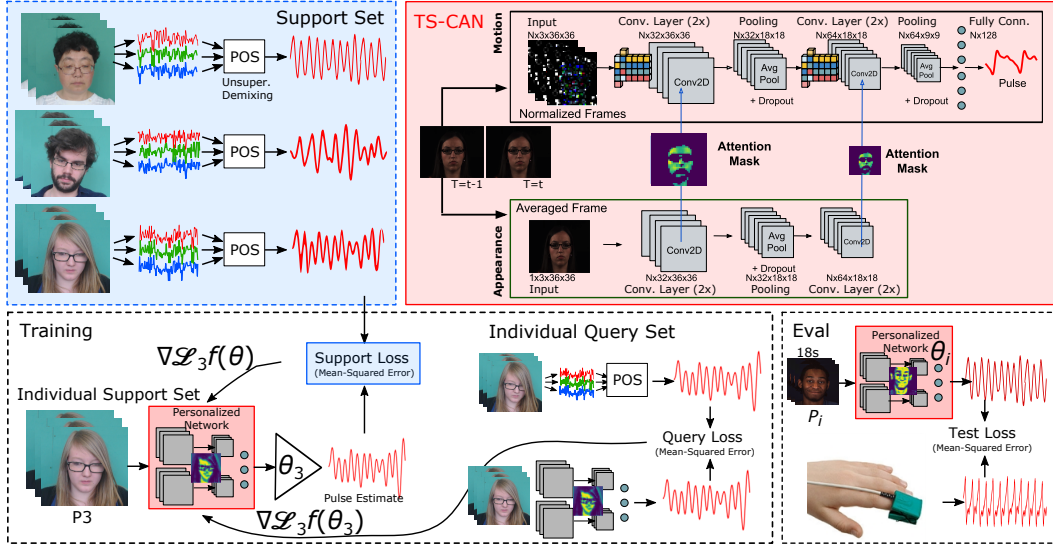 Support Set
POS
Unsuper.
Demixing
POS
POS
TS-CAN
Motion
Input
Nx3x36x36
Conv. Layer (2x)
Nx32x36x36
Pooling
Nx32x18x18
Conv. Layer (2x)
Nx64x18x18
Pooling
Nx64x9x9
Fully Conn.
Nx128
Conv2D
Avg
Pool
Conv2D
Avg
Pool
+ Dropout
+ Dropout
Pulse
Normalized Frames
T=t-1
T=t
Attention
Mask
Attention
Mask
Appearance
Averaged Frame
1x3x36x36
Input
Conv2D
Nx32x36x36
Conv. Layer (2x)
Avg
Pool
+ Dropout
Nx32x18x18
Pooling
Conv2D
Nx64x18x18
Conv. Layer (2x)
Training
∇ℒ₃f(θ)
Support Loss
(Mean-Squared Error)
Individual Support Set
Personalized
Network
P3
θ₃
Pulse Estimate
∇ℒ₃f(θ₃)
Individual Query Set
POS
Query Loss
(Mean-Squared Error)
Eval
18s
Pᵢ
Personalized
Network
θᵢ
Test Loss
(Mean-Squared Error)